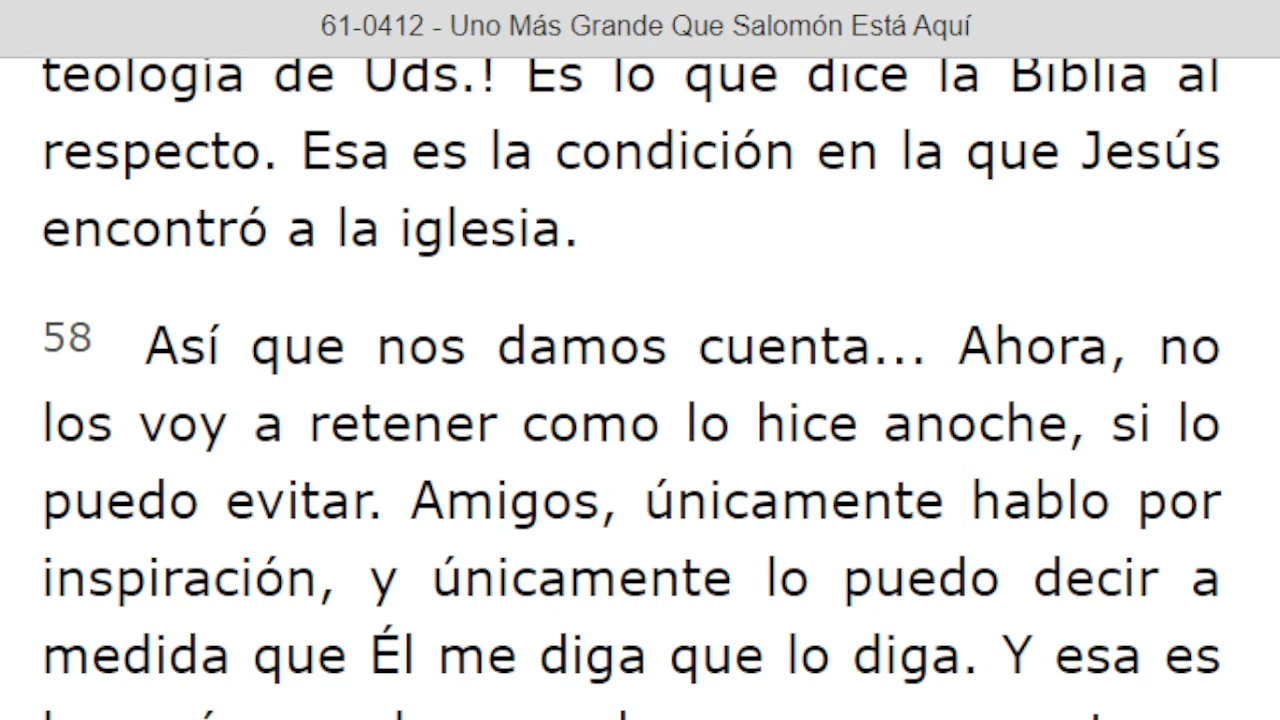 61-0412 - Uno Más Grande Que Salomón Está Aquí
teología de Uds.! Es lo que dice la Biblia al
respecto. Esa es la condición en la que Jesús
encontró a la iglesia.
58 Así que nos damos cuenta... Ahora, no
los voy a retener como lo hice anoche, si lo
puedo evitar. Amigos, únicamente hablo por
inspiración, y únicamente lo puedo decir a
medida que Él me diga que lo diga. Y esa es